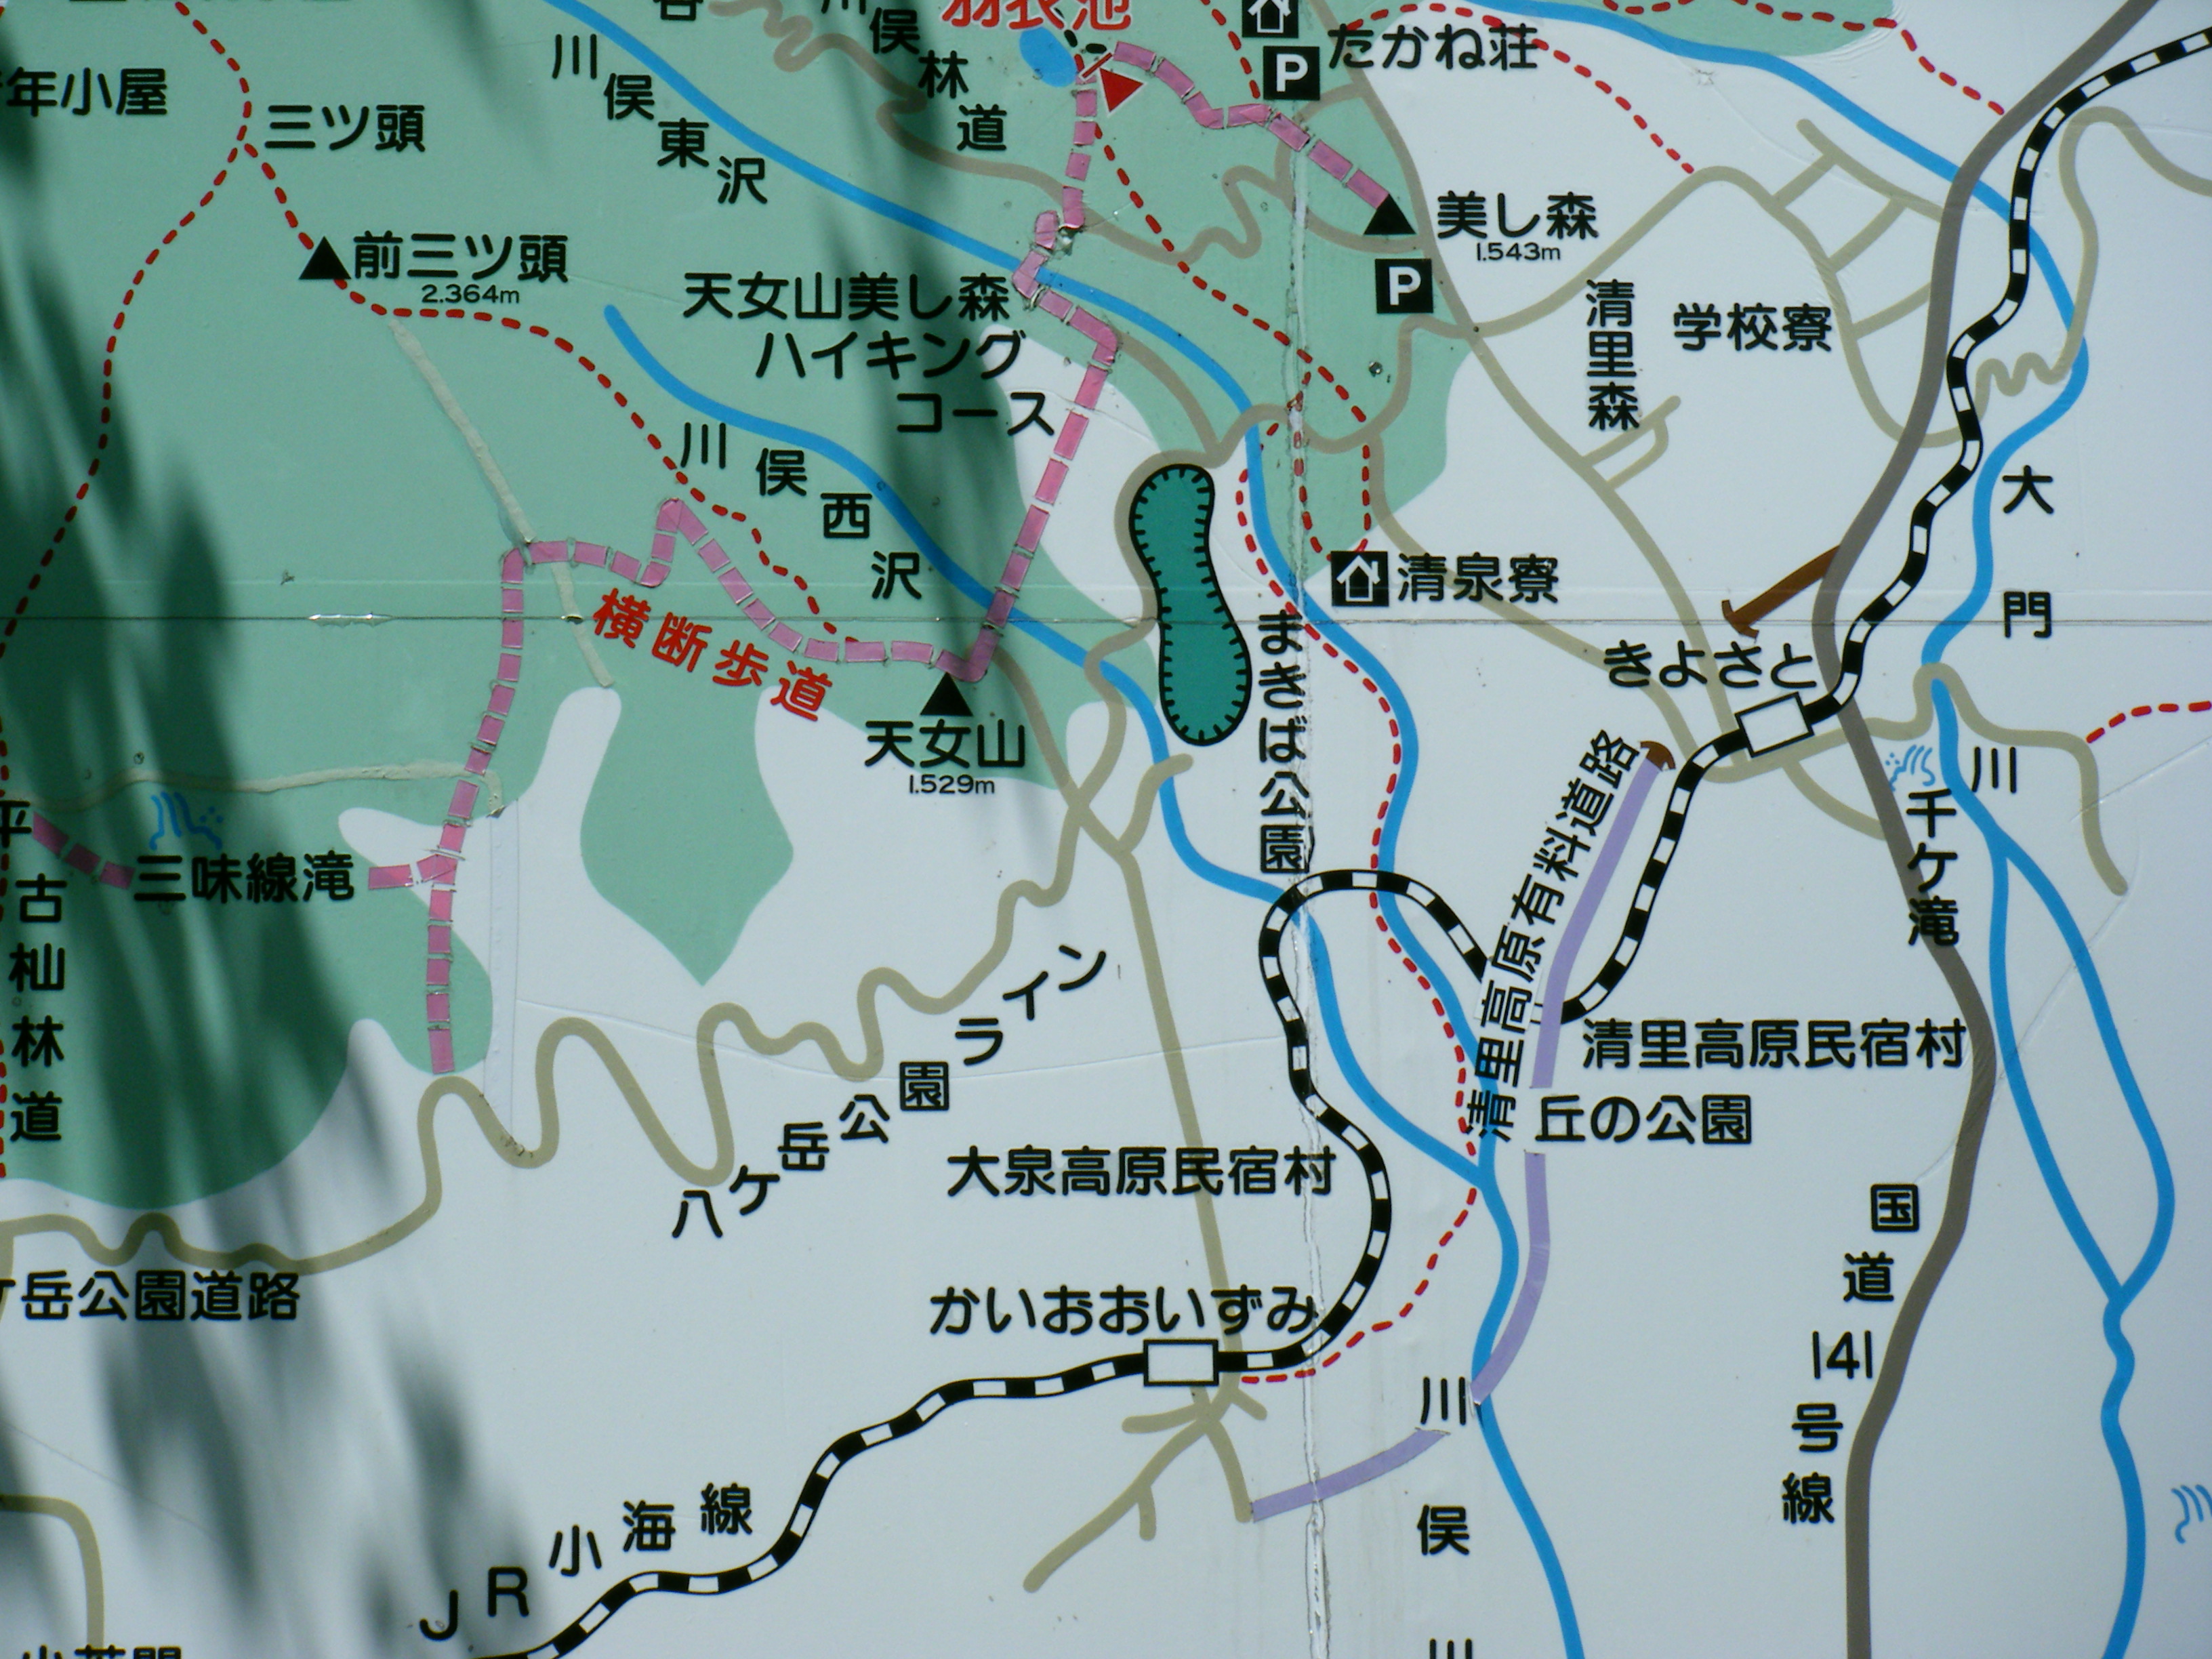 羽衣池
川俣林道
川俣東沢
たかね荘
P
年小屋
三ツ頭
美し森
1.543m
前三ツ頭
2.364m
P
天女山美し森
ハイキング
コース
清里森
学校寮
川俣西沢
大門川
清泉寮
横断歩道
まきば公園
きよさと
天女山
1.529m
千ケ滝
清里高原有料道路
三味線滝
平
古杣林道
八ケ岳公園ライン
清里高原民宿村
丘の公園
大泉高原民宿村
国道141号線
ケ岳公園道路
かいおおいずみ
川俣川
JR小海線